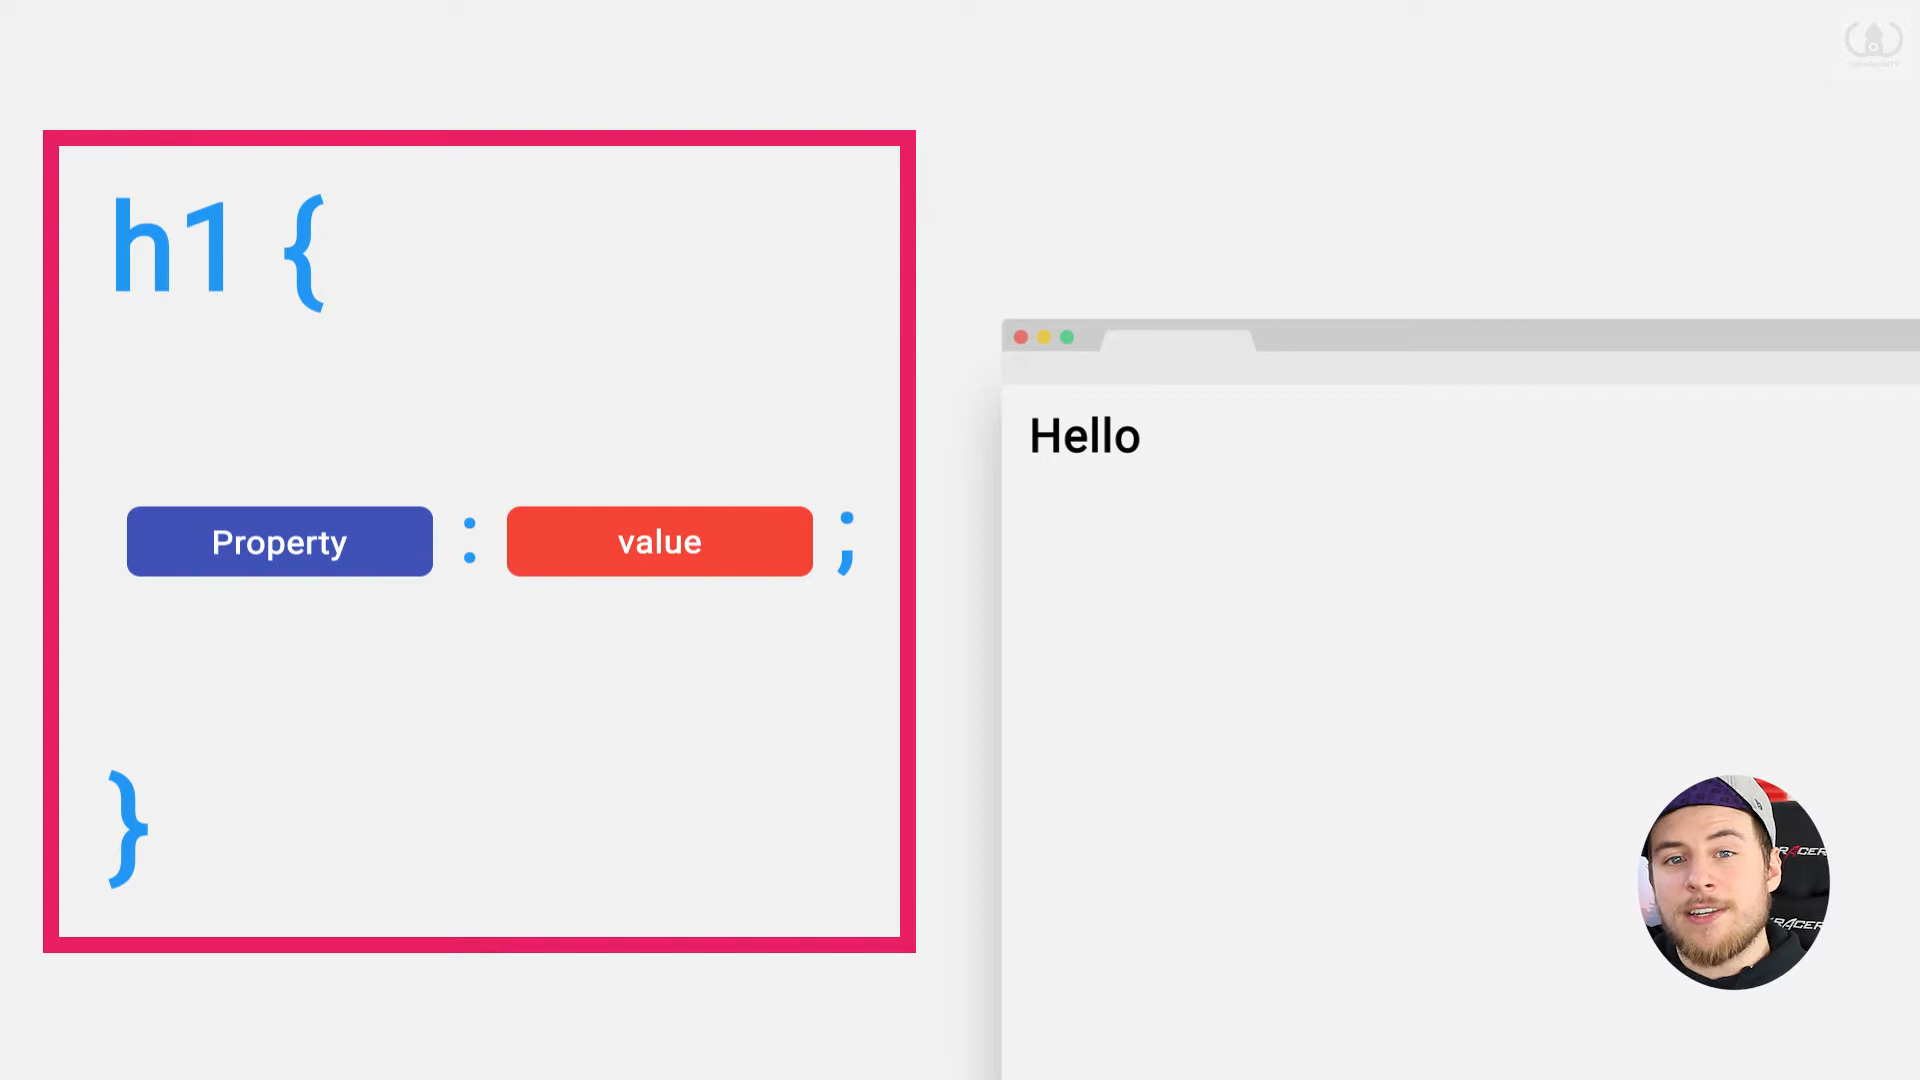 h1 {
Property : value ;
}
Hello